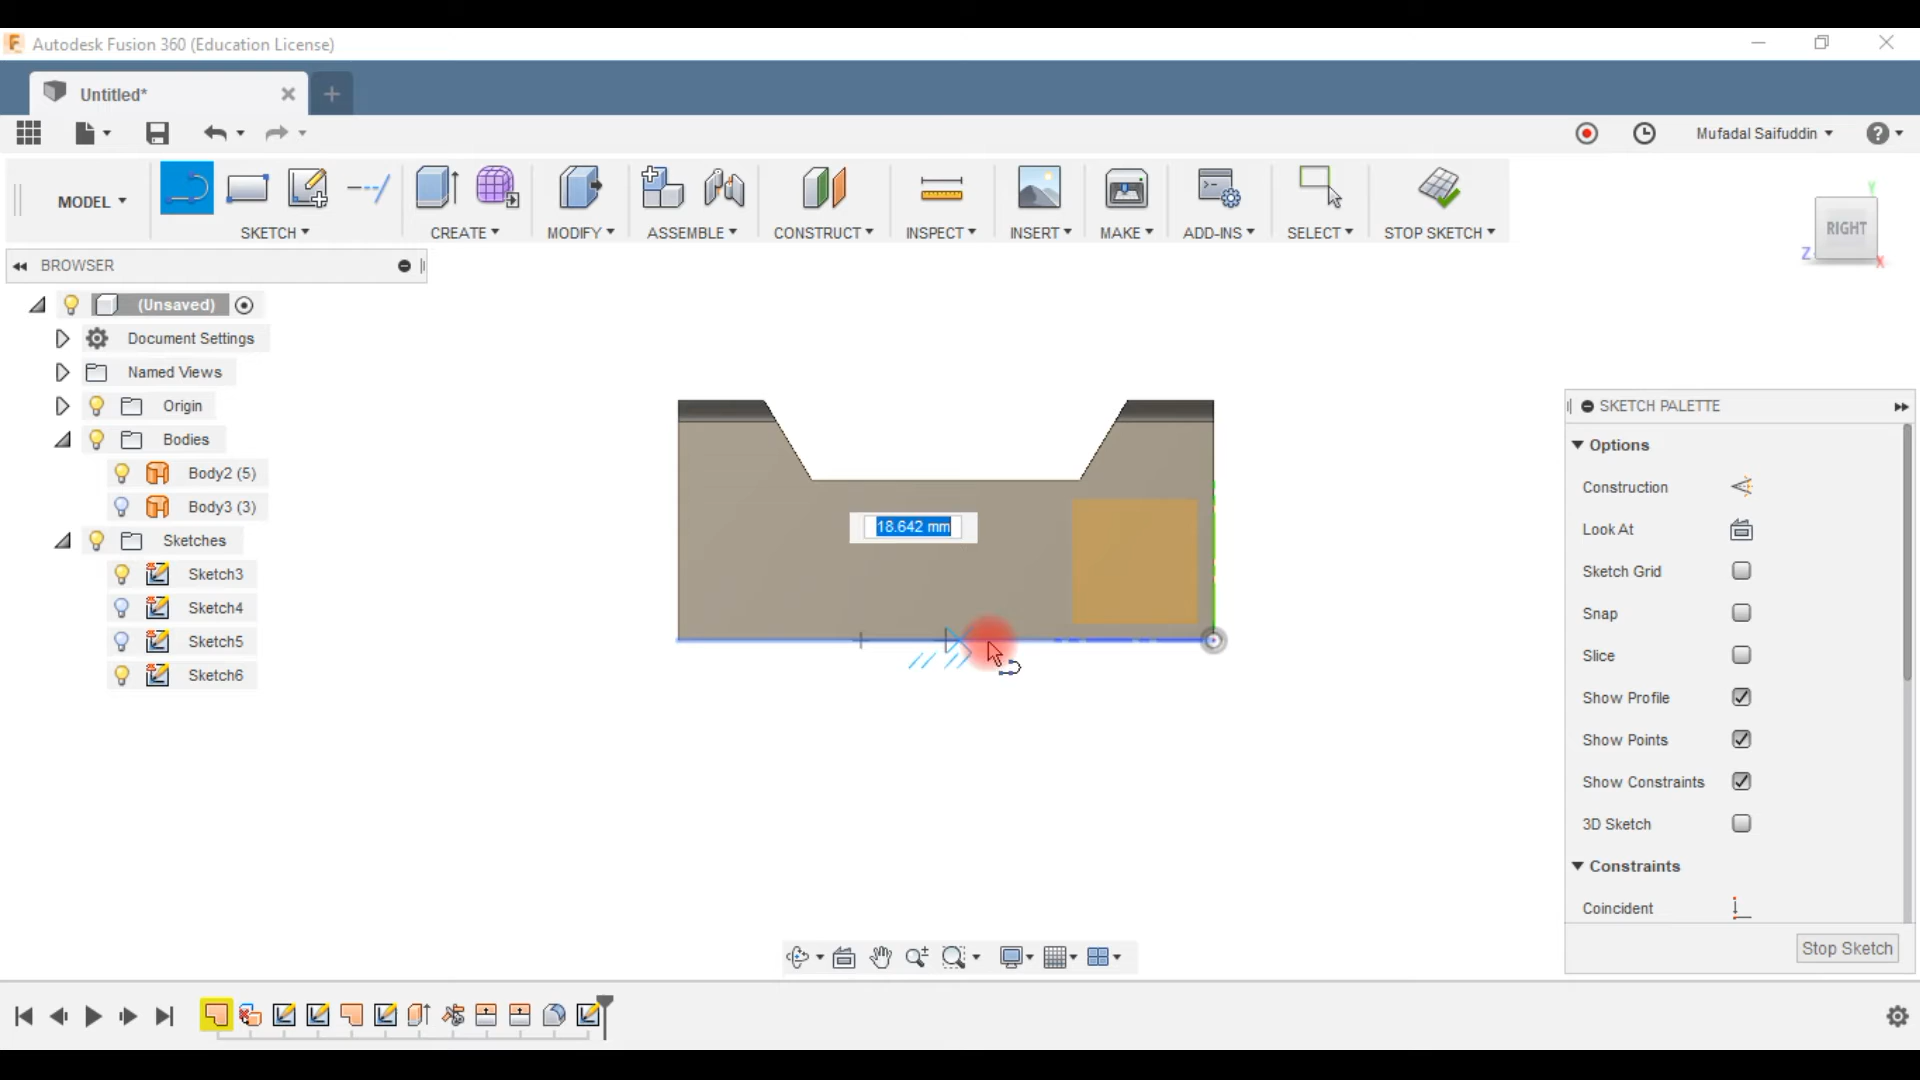 Autodesk Fusion 360 (Education License)
Untitled*
Mufadal Saifuddin
MODEL
SKETCH
CREATE
MODIFY
ASSEMBLE
CONSTRUCT
INSPECT
INSERT
MAKE
ADD-INS
SELECT
STOP SKETCH
Y
RIGHT
Z
X
BROWSER
(Unsaved)
Document Settings
Named Views
Origin
Bodies
Body2 (5)
Body3 (3)
Sketches
Sketch3
Sketch4
Sketch5
Sketch6
18.642 mm
SKETCH PALETTE
Options
Construction
Look At
Sketch Grid
Snap
Slice
Show Profile
Show Points
Show Constraints
3D Sketch
Constraints
Coincident
Stop Sketch